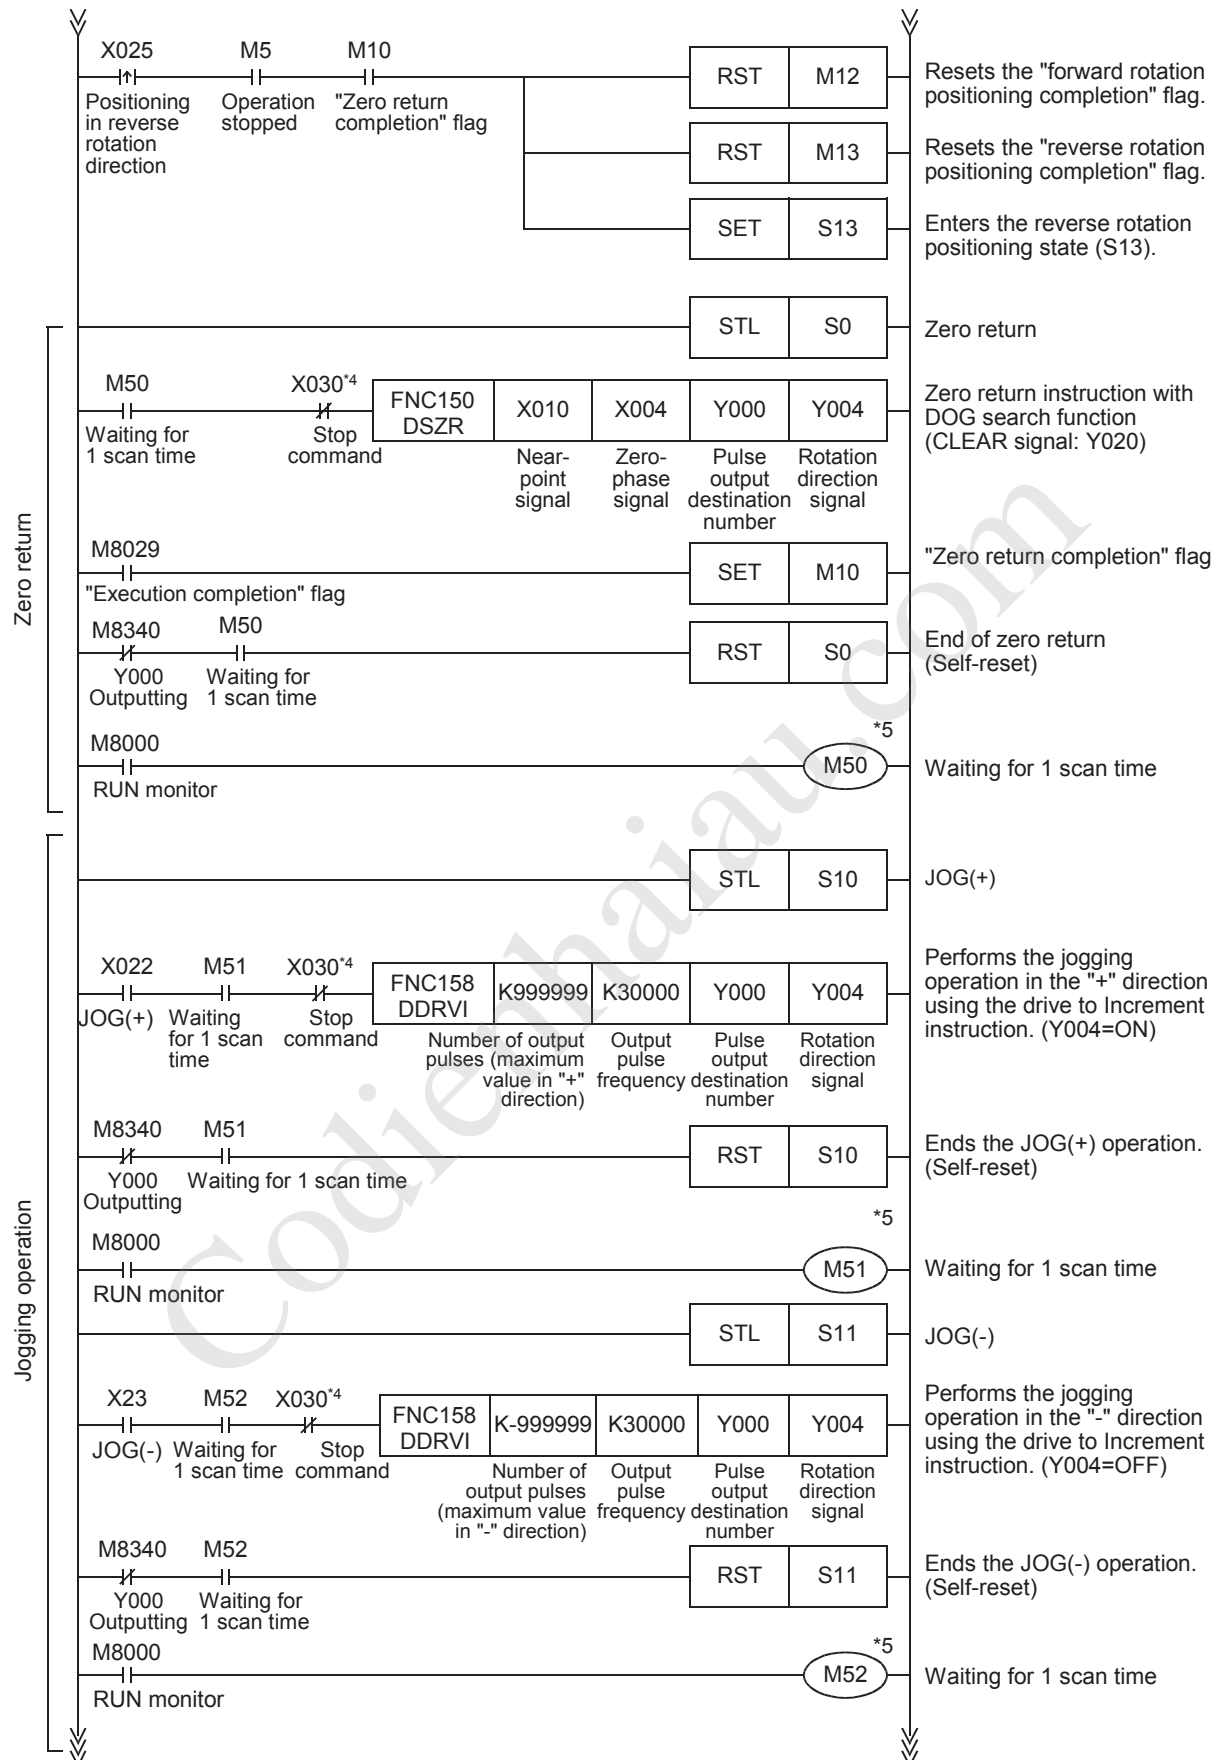 X025 M5 M10
RST M12
Resets the "forward rotation
positioning completion" flag.
Positioning
in reverse
rotation
direction
Operation
stopped
"Zero return
completion" flag
RST M13
Resets the "reverse rotation
positioning completion" flag.
SET S13
Enters the reverse rotation
positioning state (S13).
Zero return
STL S0
Zero return
M50 X030*4
FNC150
DSZR
X010 X004 Y000 Y004
Zero return instruction with
DOG search function
(CLEAR signal: Y020)
Waiting for
1 scan time
Stop
command
Near-
point
signal
Zero-
phase
signal
Pulse
output
destination
number
Rotation
direction
signal
M8029
SET M10
"Zero return completion" flag
"Execution completion" flag
M8340 M50
RST S0
End of zero return
(Self-reset)
Y000
Outputting
Waiting for
1 scan time
*5
M8000
M50
Waiting for 1 scan time
RUN monitor
Jogging operation
STL S10
JOG(+)
X022 M51 X030*4
FNC158
DDRVI
K999999 K30000 Y000 Y004
Performs the jogging
operation in the "+" direction
using the drive to Increment
instruction. (Y004=ON)
JOG(+)
Waiting
for 1 scan
time
Stop
command
Number of output
pulses (maximum
value in "+"
direction)
Output
pulse
frequency
Pulse
output
destination
number
Rotation
direction
signal
M8340 M51
RST S10
Ends the JOG(+) operation.
(Self-reset)
Y000
Outputting
Waiting for 1 scan time
*5
M8000
M51
Waiting for 1 scan time
RUN monitor
STL S11
JOG(-)
X23 M52 X030*4
FNC158
DDRVI
K-999999 K30000 Y000 Y004
Performs the jogging
operation in the "-" direction
using the drive to Increment
instruction. (Y004=OFF)
JOG(-)
Waiting for
1 scan time
Stop
command
Number of
output pulses
(maximum value
in "-" direction)
Output
pulse
frequency
Pulse
output
destination
number
Rotation
direction
signal
M8340 M52
RST S11
Ends the JOG(-) operation.
(Self-reset)
Y000
Outputting
Waiting for
1 scan time
*5
M8000
M52
Waiting for 1 scan time
RUN monitor
Codienhaiau.com